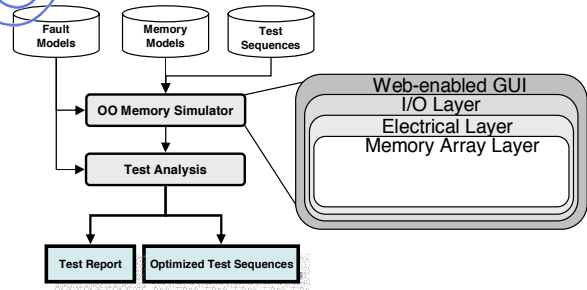 Fault
Models
Memory
Models
Test
Sequences
OO Memory Simulator
Test Analysis
Test Report
Optimized Test Sequences
Web-enabled GUI
I/O Layer
Electrical Layer
Memory Array Layer